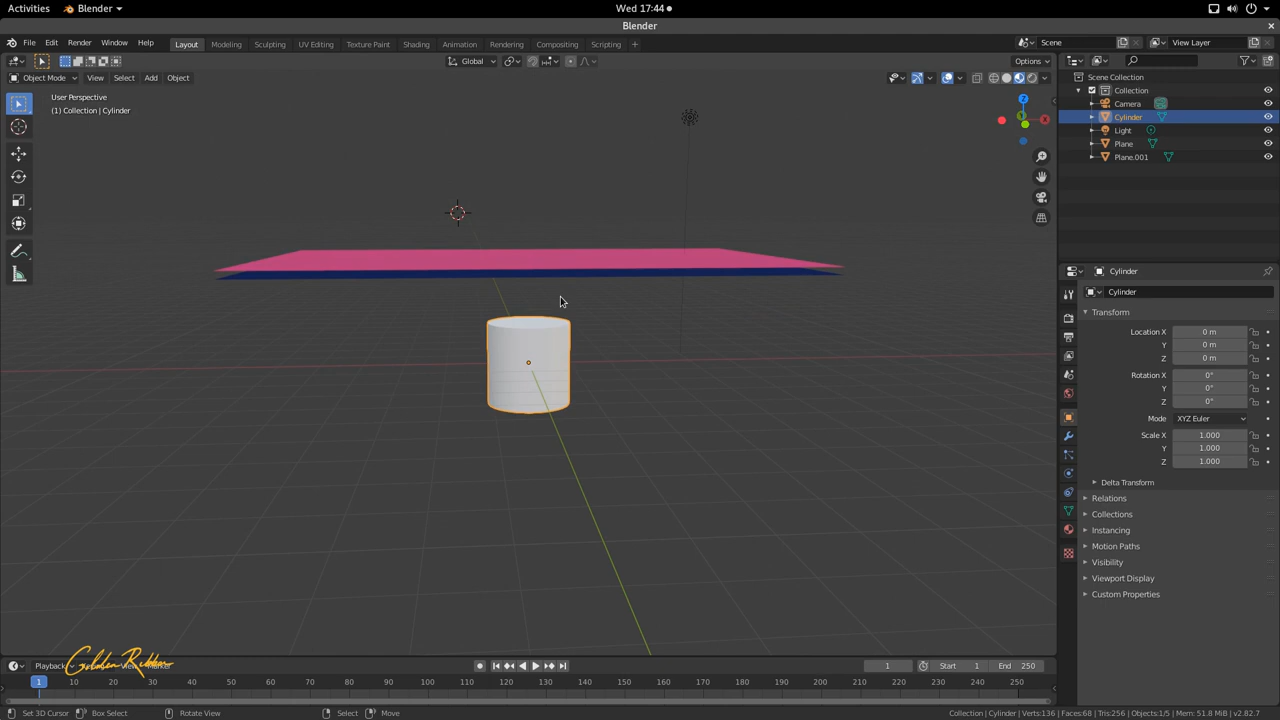 Activities Blender Wed 17:44
Blender
File Edit Render Window Help Layout Modeling Sculpting UV Editing Texture Paint Shading Animation Rendering Compositing Scripting + Scene View Layer
Global Options
Object Mode View Select Add Object
User Perspective
(1) Collection | Cylinder
Z
X
Scene Collection
Collection
Camera
Cylinder
Light
Plane
Plane.001
Cylinder
Cylinder
Transform
Location X 0 m
Y 0 m
Z 0 m
Rotation X 0°
Y 0°
Z 0°
Mode XYZ Euler
Scale X 1.000
Y 1.000
Z 1.000
Delta Transform
Relations
Collections
Instancing
Motion Paths
Visibility
Viewport Display
Custom Properties
Playback View Marker 1 Start 1 End 250
Golden Ribbon
1 10 20 30 40 50 60 70 80 90 100 110 120 130 140 150 160 170 180 190 200 210 220 230 240 250
Set 3D Cursor Box Select Rotate View Select Move Collection | Cylinder | Verts:136 | Faces:68 | Tris:256 | Objects:1/5 | Mem: 51.8 MiB | v2.82.7